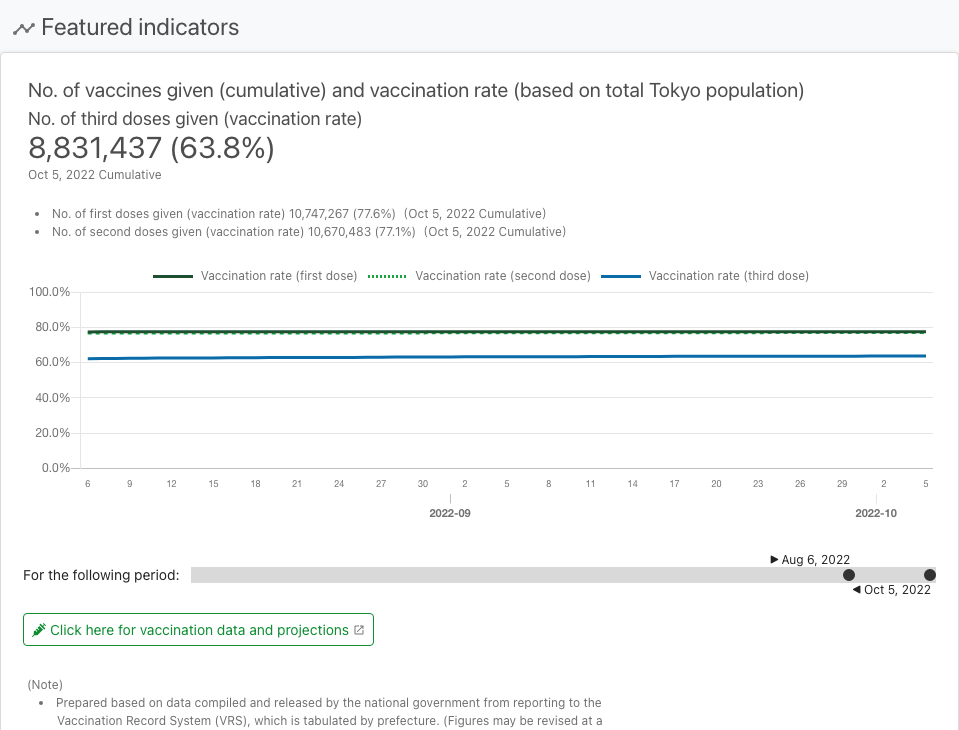 Featured indicators
No. of vaccines given (cumulative) and vaccination rate (based on total Tokyo population)
No. of third doses given (vaccination rate)
8,831,437 (63.8%)
Oct 5, 2022 Cumulative
• No. of first doses given (vaccination rate) 10,747,267 (77.6%) (Oct 5, 2022 Cumulative)
• No. of second doses given (vaccination rate) 10,670,483 (77.1%) (Oct 5, 2022 Cumulative)
Vaccination rate (first dose) Vaccination rate (second dose) Vaccination rate (third dose)
100.0%
80.0%
60.0%
40.0%
20.0%
0.0%
6 9 12 15 18 21 24 27 30 2 5 8 11 14 17 20 23 26 29 2 5
2022-09 2022-10
▶ Aug 6, 2022
For the following period:
◀ Oct 5, 2022
Click here for vaccination data and projections
(Note)
• Prepared based on data compiled and released by the national government from reporting to the
Vaccination Record System (VRS), which is tabulated by prefecture. (Figures may be revised at a